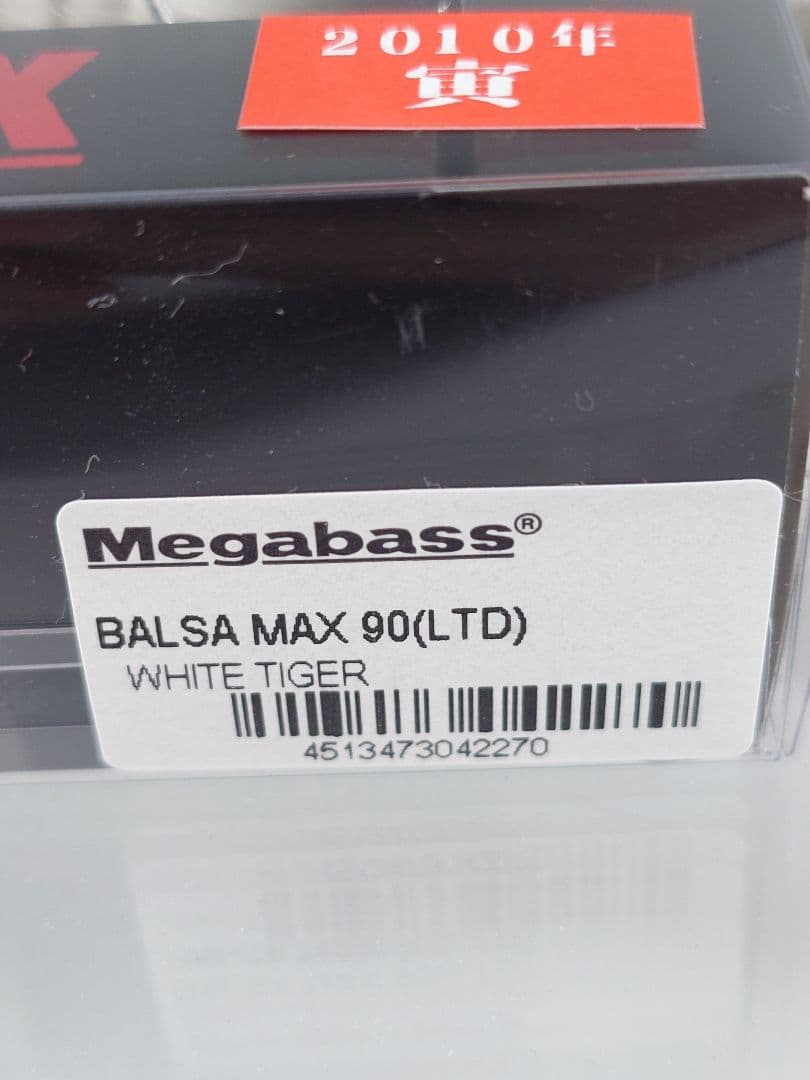 2010年
寅
X
Megabass®
BALSA MAX 90(LTD)
WHITE TIGER
4513473042270